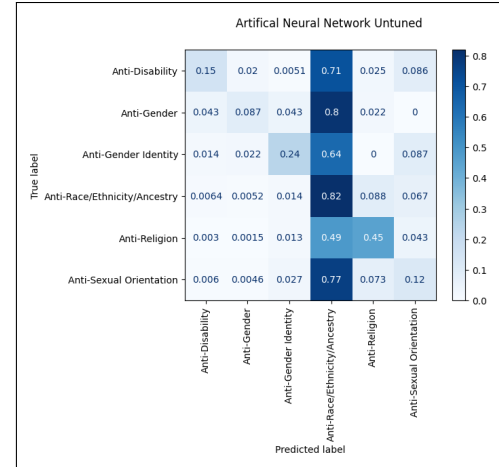 Artifical Neural Network Untuned
True label
Anti-Disability 0.15 0.02 0.0051 0.71 0.025 0.086
Anti-Gender 0.043 0.087 0.043 0.8 0.022 0
Anti-Gender Identity 0.014 0.022 0.24 0.64 0 0.087
Anti-Race/Ethnicity/Ancestry 0.0064 0.0052 0.014 0.82 0.088 0.067
Anti-Religion 0.003 0.0015 0.013 0.49 0.45 0.043
Anti-Sexual Orientation 0.006 0.0046 0.027 0.77 0.073 0.12
Anti-Disability
Anti-Gender
Anti-Gender Identity
Anti-Race/Ethnicity/Ancestry
Anti-Religion
Anti-Sexual Orientation
Predicted label
0.8
0.7
0.6
0.5
0.4
0.3
0.2
0.1
0.0